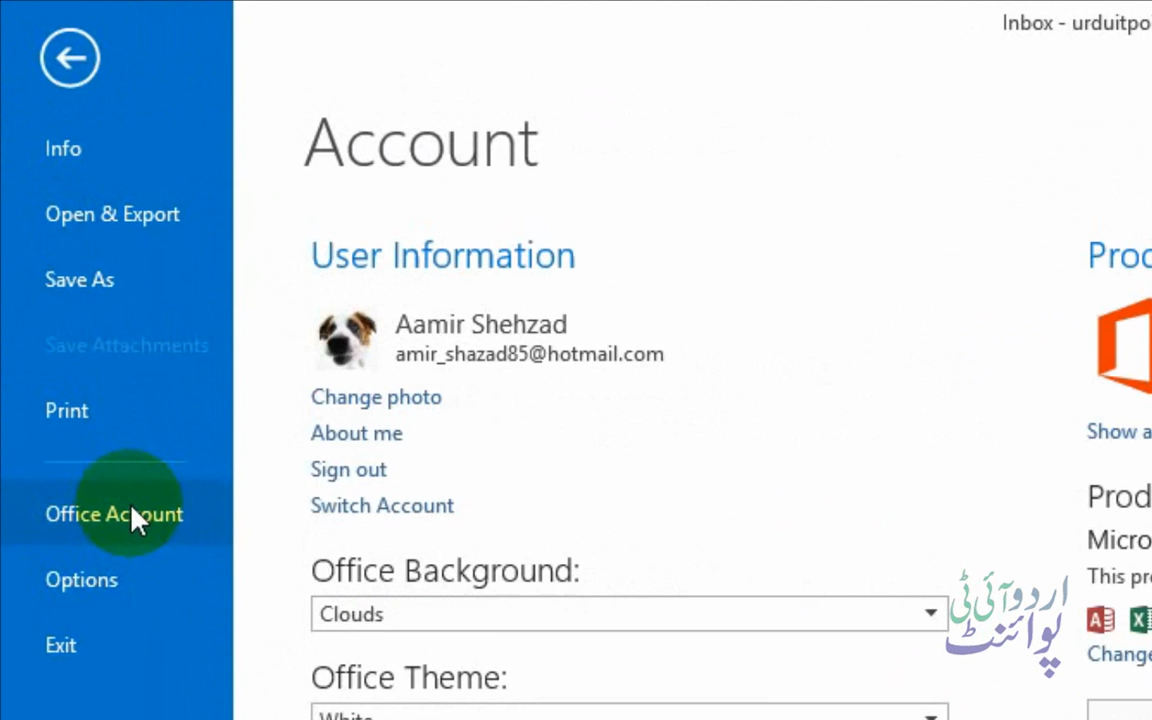 Inbox - urduitpo
Info
Open & Export
Save As
Save Attachments
Print
Office Account
Options
Exit
Account
User Information
Aamir Shehzad
amir_shazad85@hotmail.com
Change photo
About me
Sign out
Switch Account
Office Background:
Clouds
Office Theme:
White
Proc
Show a
Prod
Micro
This pr
Change
اردو آئی ٹی
پوائنٹ